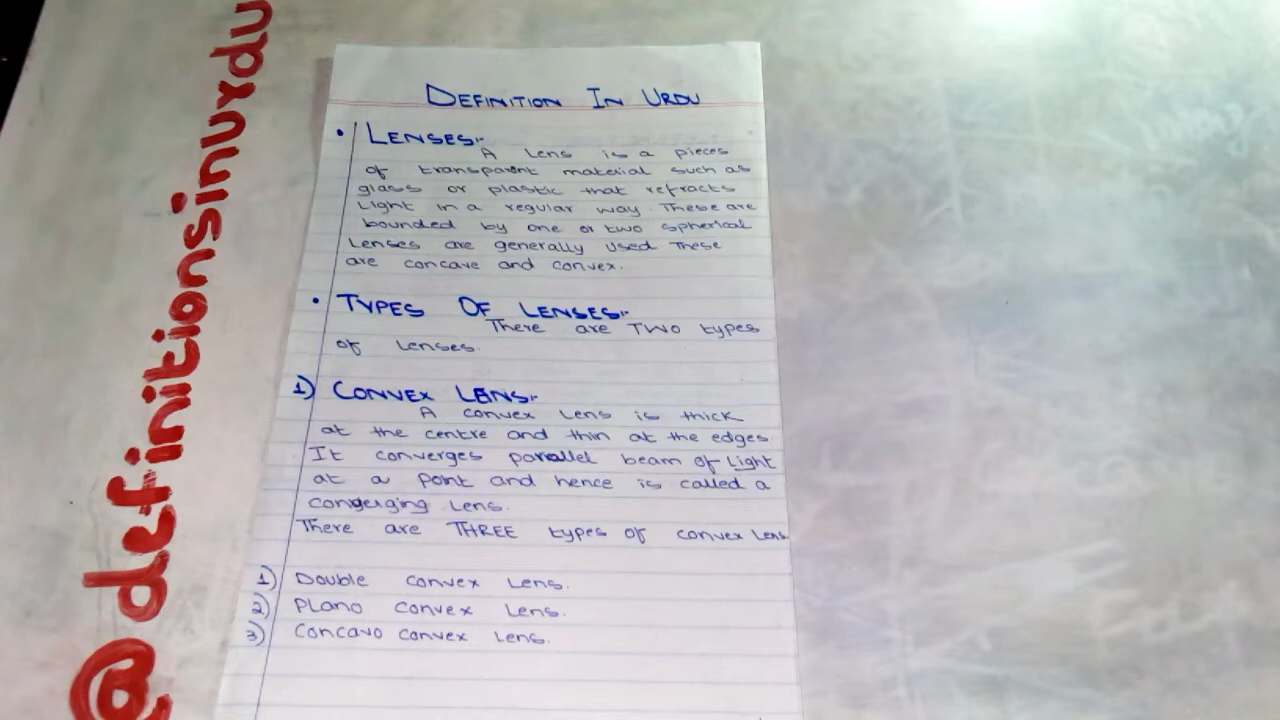 @definitionsinurdu
DEFINITION IN URDU
• LENSES:-
A Lens is a pieces
of transparent material such as
glass or plastic that refracts
Light in a regular way These are
bounded by one or two spherical
Lenses are generally used These
are concave and convex.
• TYPES OF LENSES:-
There are TWO types
of Lenses.
1) CONVEX LENS:-
A convex Lens is thick
at the centre and thin at the edges.
It converges parallel beam of Light
at a point and hence is called a
converging Lens.
There are THREE types of convex Lens.
1) Double convex Lens.
2) Plano convex Lens.
3) Concavo convex Lens.